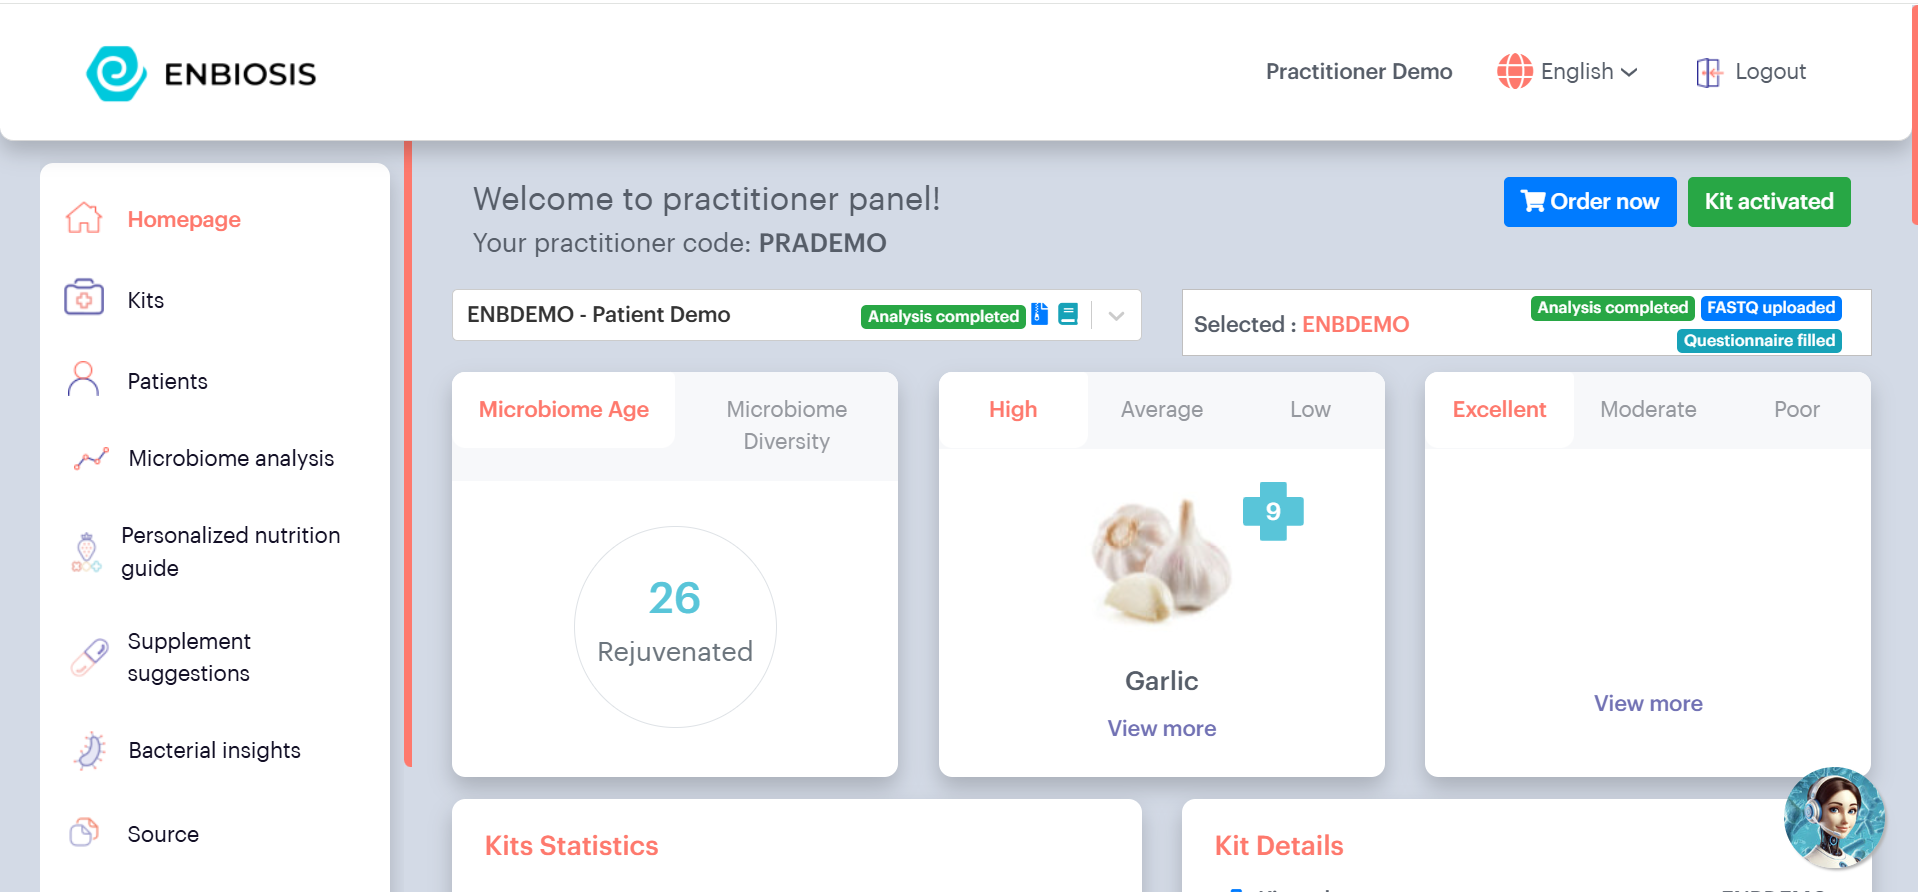 ENBIOSIS
Practitioner Demo
English
Logout
Homepage
Kits
Patients
Microbiome analysis
Personalized nutrition
guide
Supplement
suggestions
Bacterial insights
Source
Welcome to practitioner panel!
Your practitioner code: PRADEMO
Order now
Kit activated
ENBDEMO - Patient Demo
Analysis completed
Selected : ENBDEMO
Analysis completed
FASTQ uploaded
Questionnaire filled
Microbiome Age
Microbiome
Diversity
26
Rejuvenated
High
Average
Low
9
Garlic
View more
Excellent
Moderate
Poor
View more
Kits Statistics
Kit Details